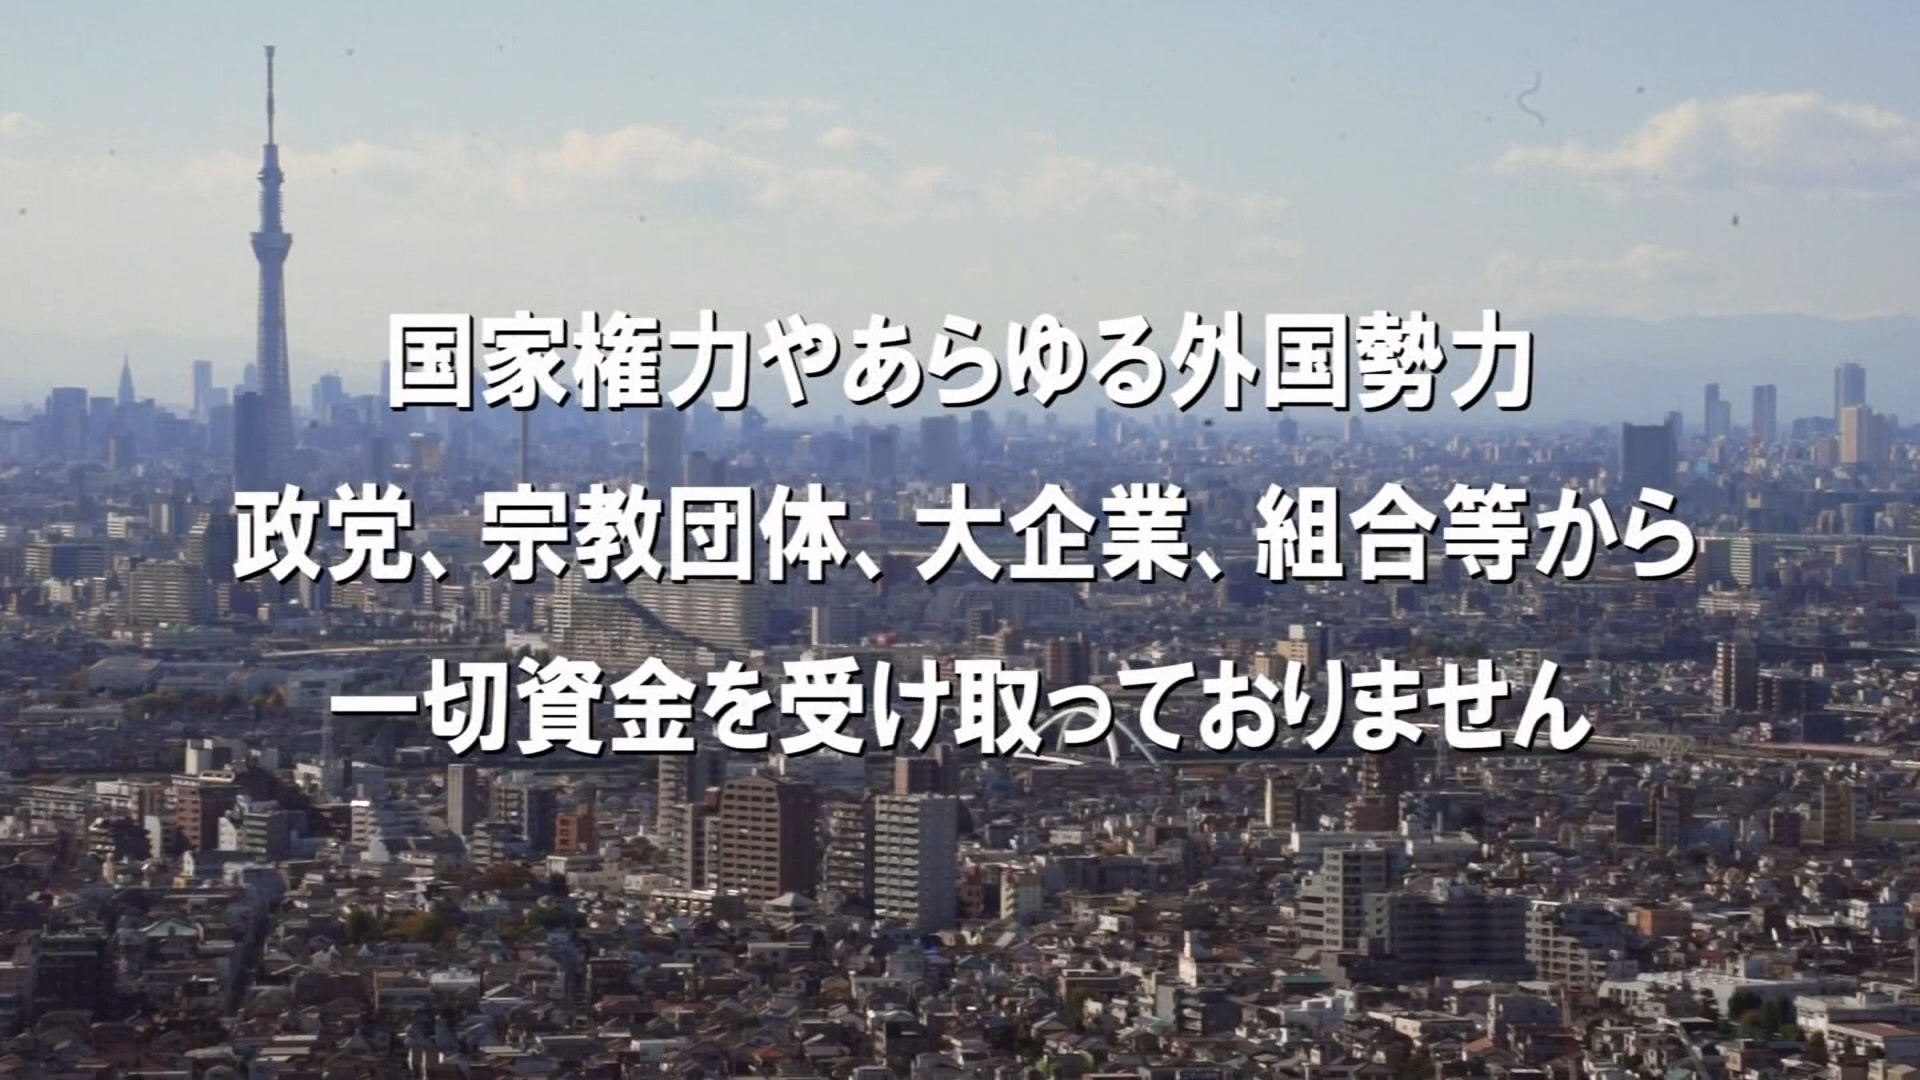 国家権力やあらゆる外国勢力
政党、宗教団体、大企業、組合等から
一切資金を受け取っておりません